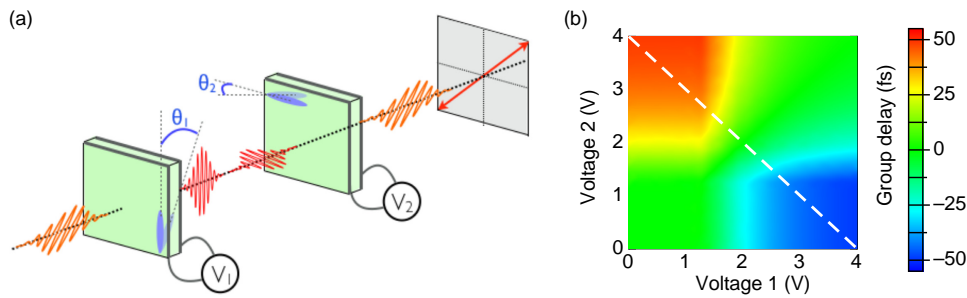 (a)
θ₂
θ₁
V₂
V₁
(b)
4
3
2
1
0
Voltage 2 (V)
0 1 2 3 4
Voltage 1 (V)
50
25
0
−25
−50
Group delay (fs)